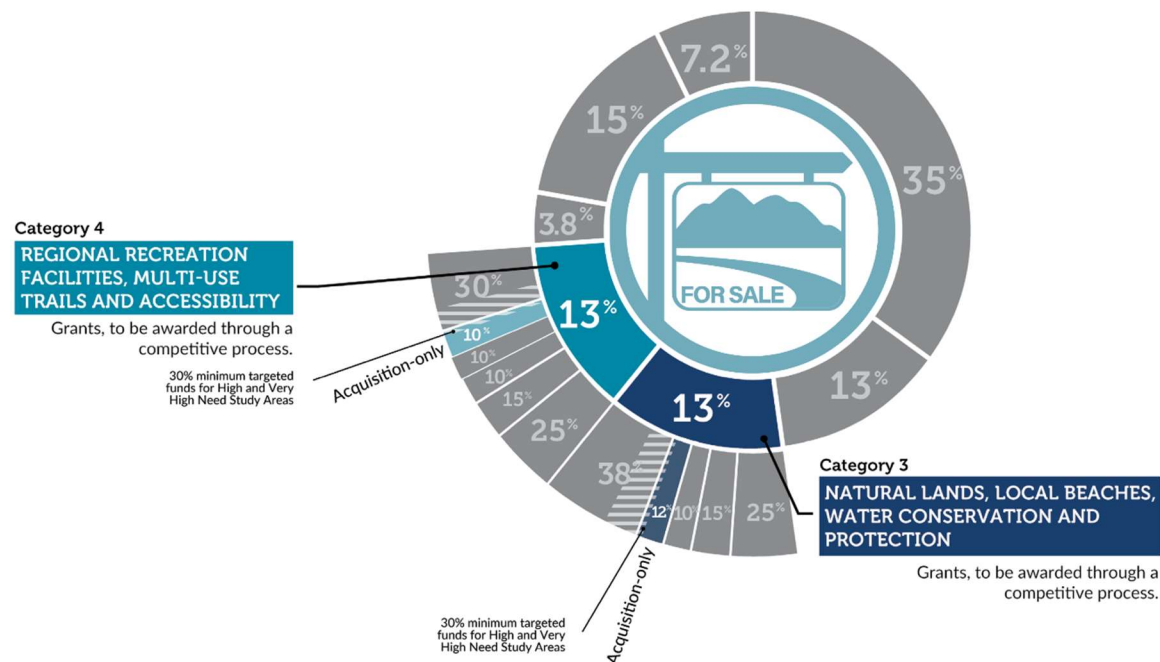 7.2%
15%
35%
3.8%
FOR SALE
Category 4
REGIONAL RECREATION
FACILITIES, MULTI-USE
TRAILS AND ACCESSIBILITY
Grants, to be awarded through a
competitive process.
30% minimum targeted
funds for High and Very
High Need Study Areas
Acquisition-only
13%
30%
10%
10%
10%
15%
25%
13%
13%
38%
12%
10%
15%
25%
Category 3
NATURAL LANDS, LOCAL BEACHES,
WATER CONSERVATION AND
PROTECTION
Grants, to be awarded through a
competitive process.
30% minimum targeted
funds for High and Very
High Need Study Areas
Acquisition-only